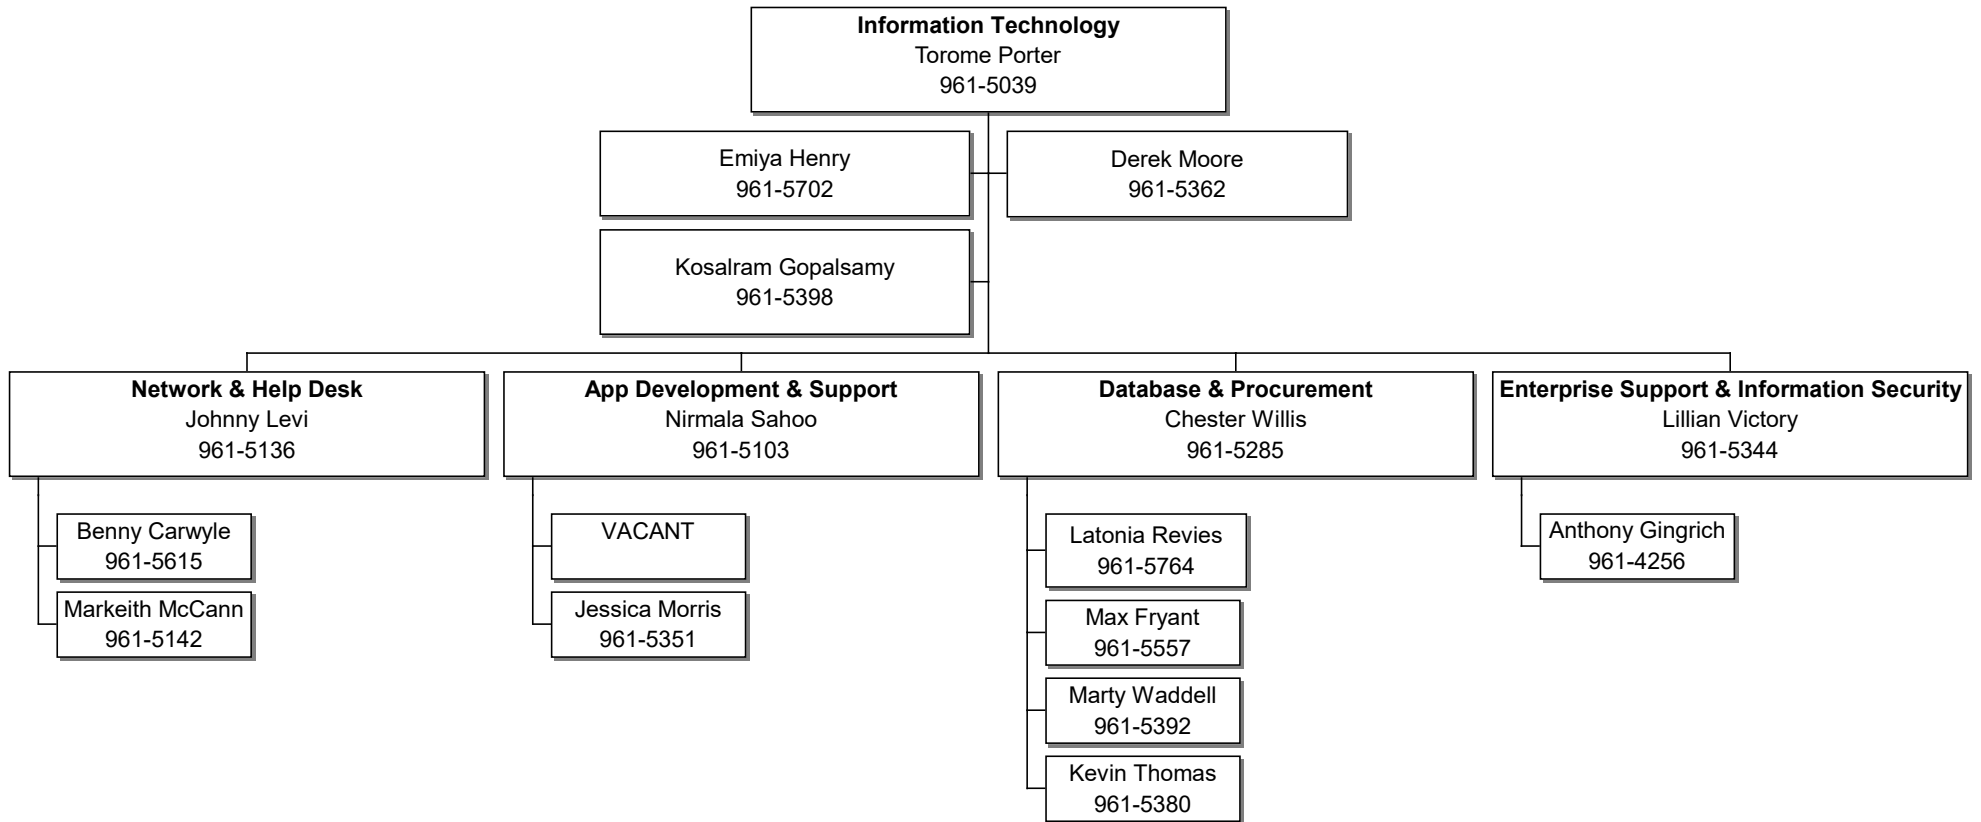 Information Technology
Torome Porter
961-5039
Emiya Henry
961-5702
Derek Moore
961-5362
Kosalram Gopalsamy
961-5398
Network & Help Desk
Johnny Levi
961-5136
App Development & Support
Nirmala Sahoo
961-5103
Database & Procurement
Chester Willis
961-5285
Enterprise Support & Information Security
Lillian Victory
961-5344
Benny Carwyle
961-5615
Markeith McCann
961-5142
VACANT
Jessica Morris
961-5351
Latonia Revies
961-5764
Max Fryant
961-5557
Marty Waddell
961-5392
Kevin Thomas
961-5380
Anthony Gingrich
961-4256